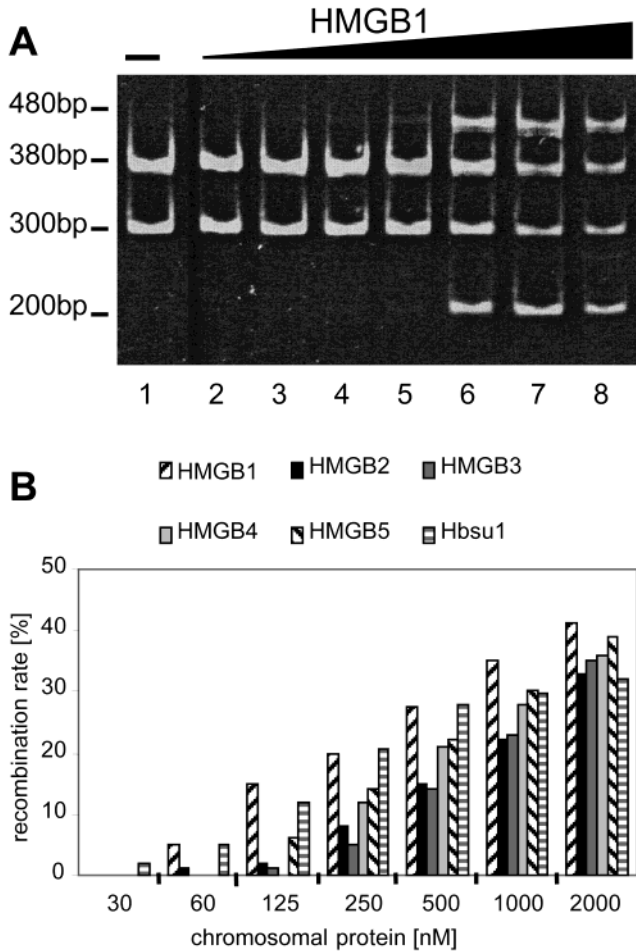 A
HMGB1
480bp
380bp
300bp
200bp
1 2 3 4 5 6 7 8
B
HMGB1 HMGB2 HMGB3
HMGB4 HMGB5 Hbsu1
recombination rate [%]
50
40
30
20
10
0
30 60 125 250 500 1000 2000
chromosomal protein [nM]